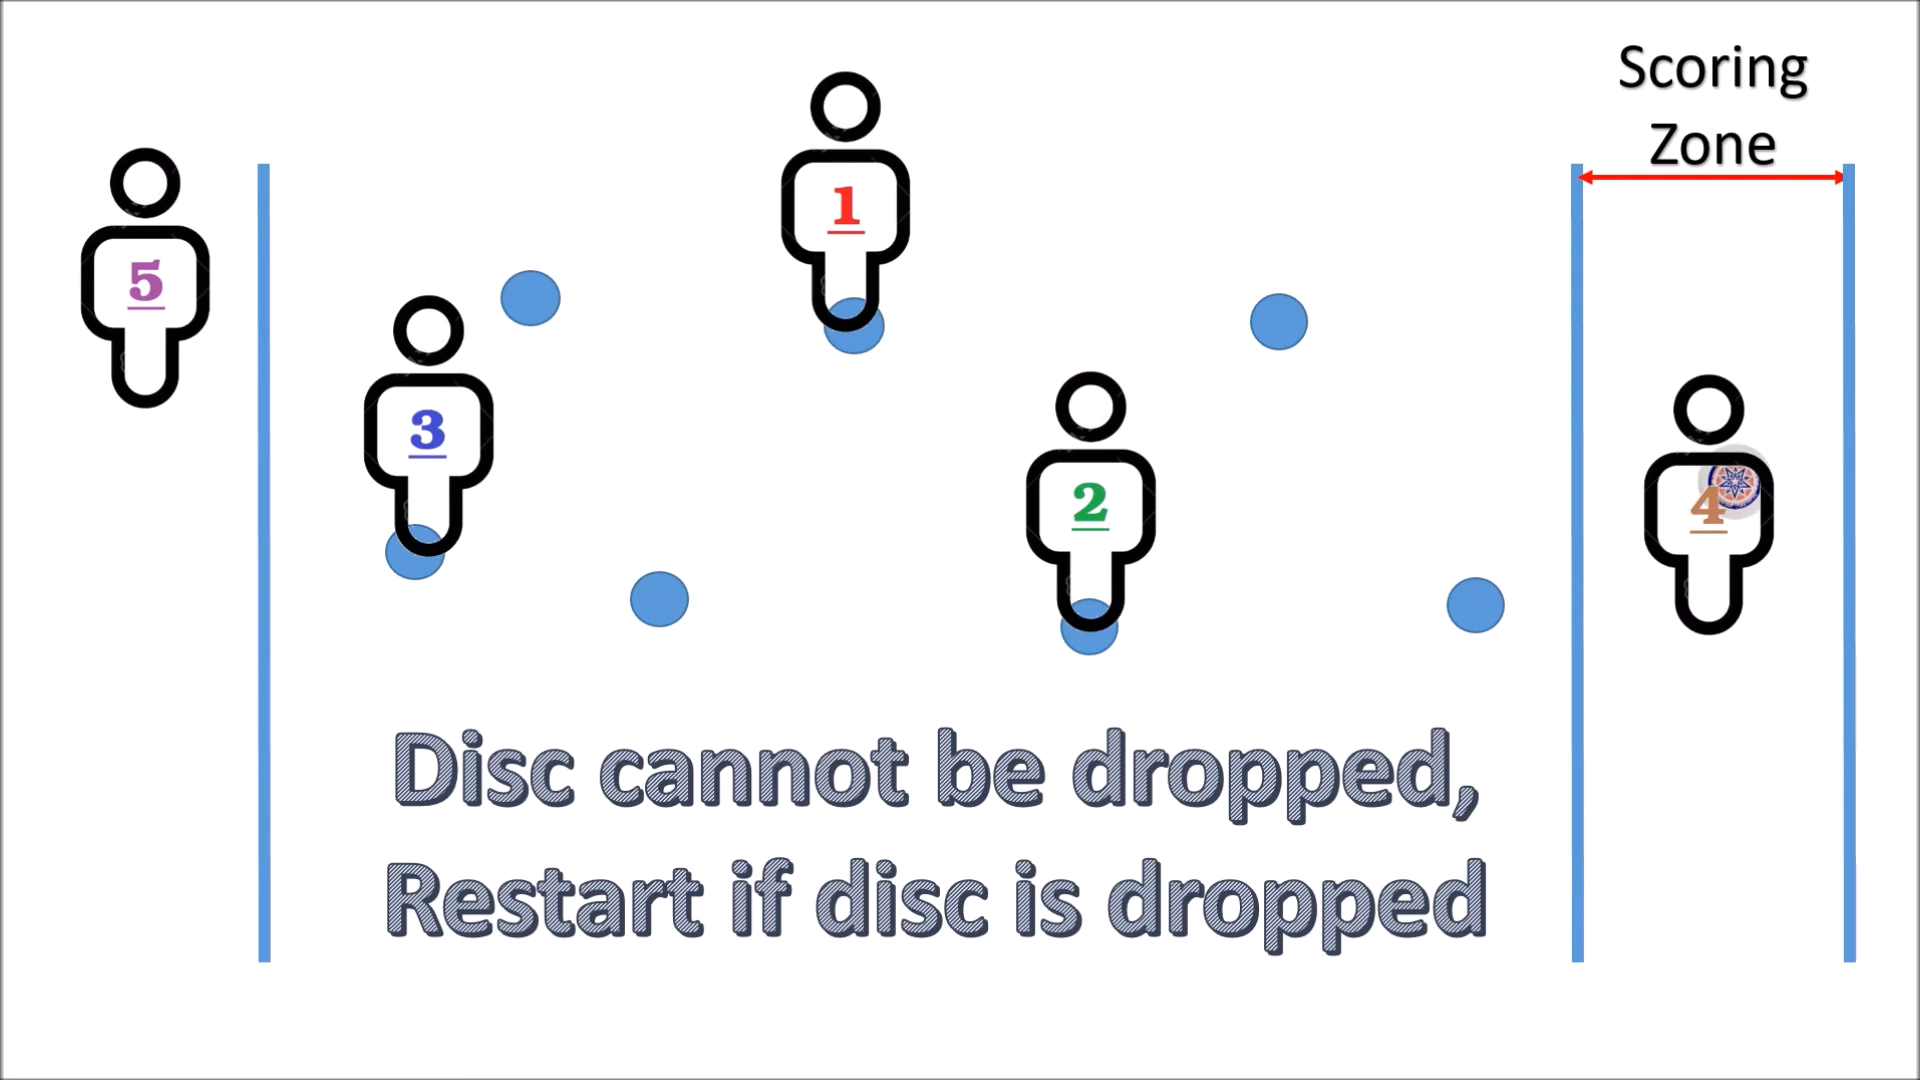 Scoring
Zone
1
5
3
2
4
Disc cannot be dropped,
Restart if disc is dropped